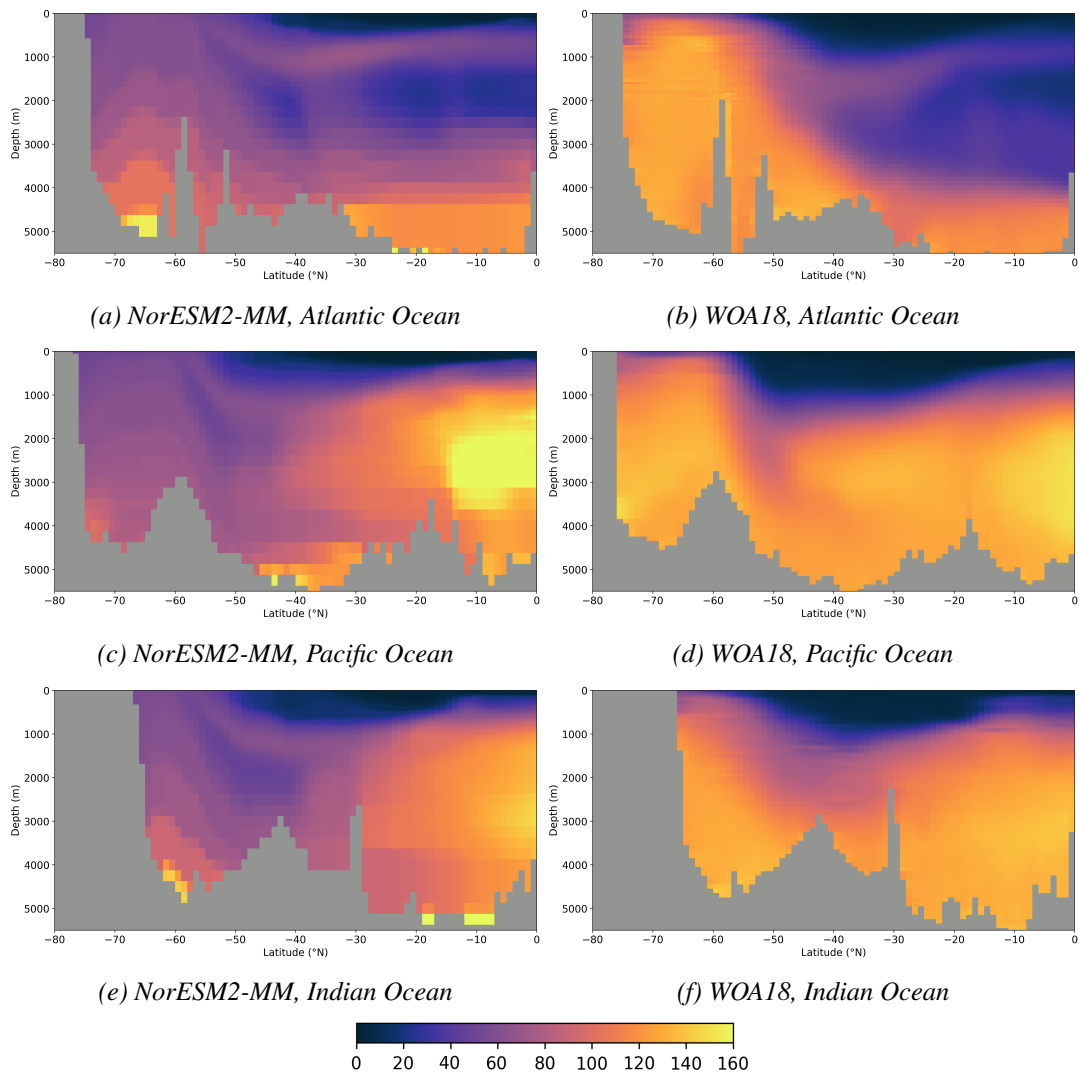 0
1000
2000
3000
4000
5000
Depth (m)
−80 −70 −60 −50 −40 −30 −20 −10 0
Latitude (°N)
(a) NorESM2-MM, Atlantic Ocean
0
1000
2000
3000
4000
5000
Depth (m)
−80 −70 −60 −50 −40 −30 −20 −10 0
Latitude (°N)
(b) WOA18, Atlantic Ocean
0
1000
2000
3000
4000
5000
Depth (m)
−80 −70 −60 −50 −40 −30 −20 −10 0
Latitude (°N)
(c) NorESM2-MM, Pacific Ocean
0
1000
2000
3000
4000
5000
Depth (m)
−80 −70 −60 −50 −40 −30 −20 −10 0
Latitude (°N)
(d) WOA18, Pacific Ocean
0
1000
2000
3000
4000
5000
Depth (m)
−80 −70 −60 −50 −40 −30 −20 −10 0
Latitude (°N)
(e) NorESM2-MM, Indian Ocean
0
1000
2000
3000
4000
5000
Depth (m)
−80 −70 −60 −50 −40 −30 −20 −10 0
Latitude (°N)
(f) WOA18, Indian Ocean
0 20 40 60 80 100 120 140 160